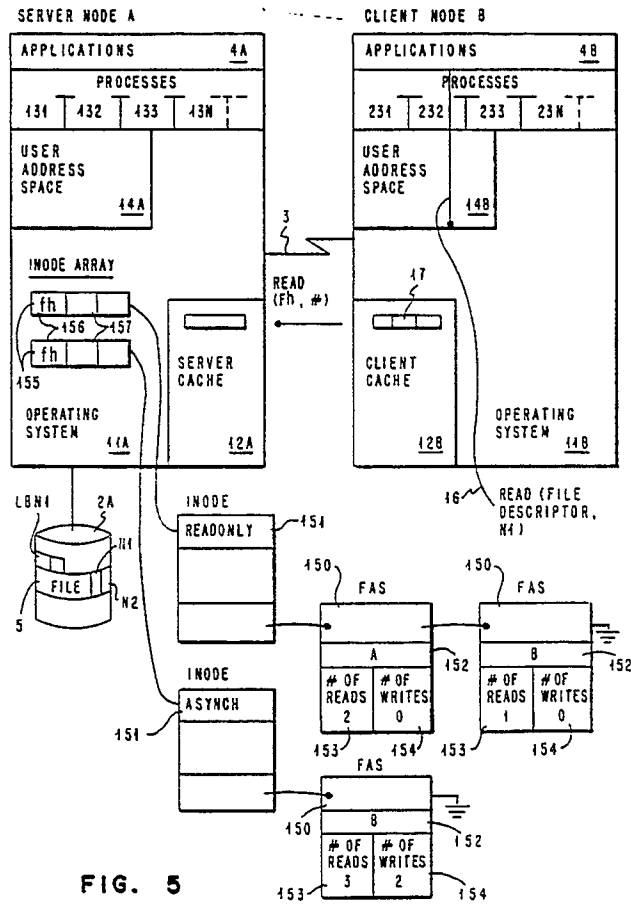 SERVER NODE A
APPLICATIONS 4A
PROCESSES
131 132 133 13N
USER
ADDRESS
SPACE
14A
INODE ARRAY
fh
156 157
fh
155
OPERATING
SYSTEM
11A
SERVER
CACHE
12A
3
READ
(Fh, #)
CLIENT NODE B
APPLICATIONS 4B
PROCESSES
231 232 233 23N
USER
ADDRESS
SPACE
14B
17
CLIENT
CACHE
12B
OPERATING
SYSTEM
11B
16
READ (FILE
DESCRIPTOR,
N1)
LBN1
2A
N1
FILE
5
N2
INODE
READONLY
151
150
FAS
A
152
# OF
READS
2
# OF
WRITES
0
153
154
150
FAS
B
152
# OF
READS
1
# OF
WRITES
0
153
154
INODE
ASYNCH
151
FAS
150
B
152
# OF
READS
3
# OF
WRITES
2
153
154
FIG. 5